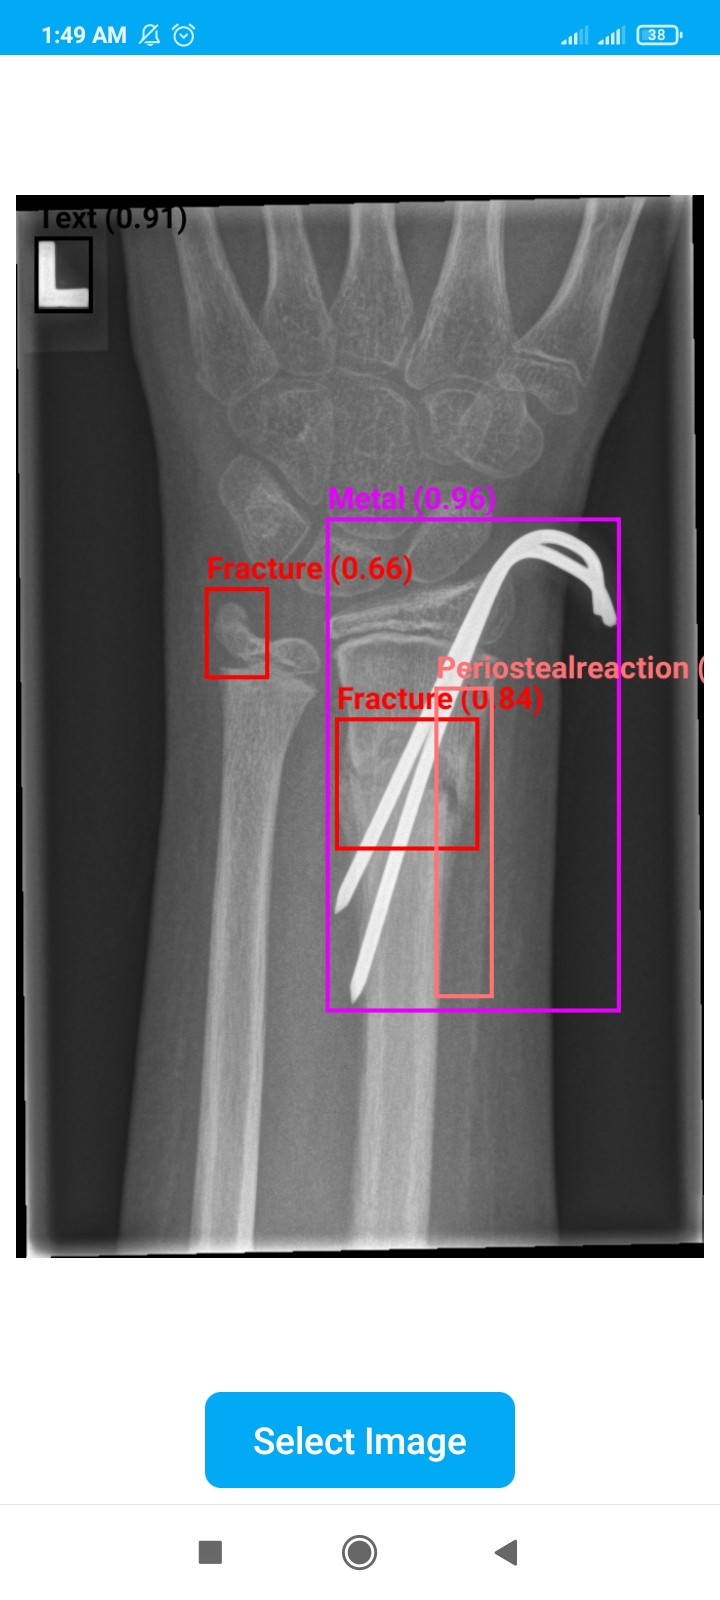 1:49 AM
38
Text (0.91)
L
Metal (0.96)
Fracture (0.66)
Periostealreaction (
Fracture (0.84)
Select Image